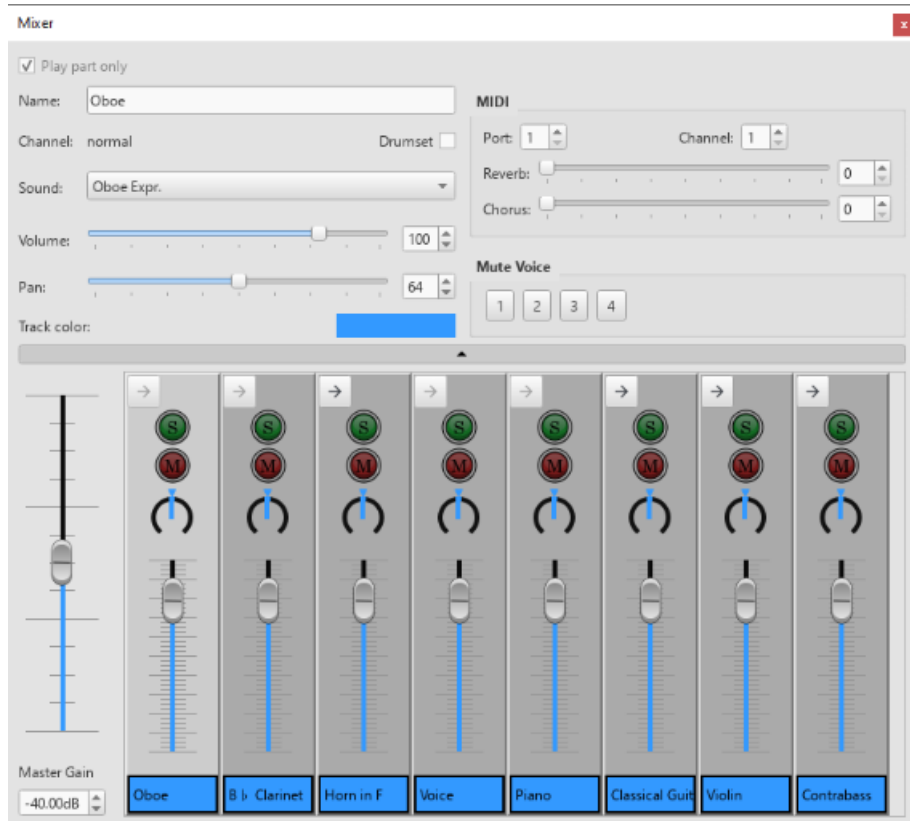 Mixer
x
Play part only
Name: Oboe
Channel: normal Drumset
Sound: Oboe Expr.
Volume: 100
Pan: 64
Track color:
MIDI
Port: 1 Channel: 1
Reverb: 0
Chorus: 0
Mute Voice
1 2 3 4
S S S S S S S S
M M M M M M M M
Master Gain
-40.00dB
Oboe B♭ Clarinet Horn in F Voice Piano Classical Guit Violin Contrabass